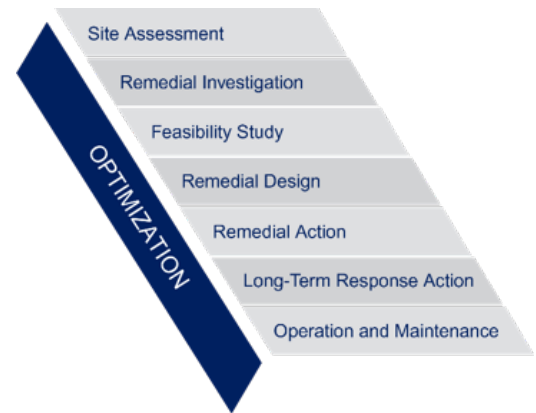 Site Assessment
Remedial Investigation
Feasibility Study
Remedial Design
Remedial Action
Long-Term Response Action
Operation and Maintenance
OPTIMIZATION